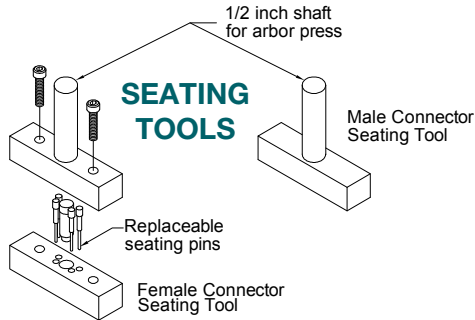 1/2 inch shaft
for arbor press
SEATING
TOOLS
Male Connector
Seating Tool
Replaceable
seating pins
Female Connector
Seating Tool